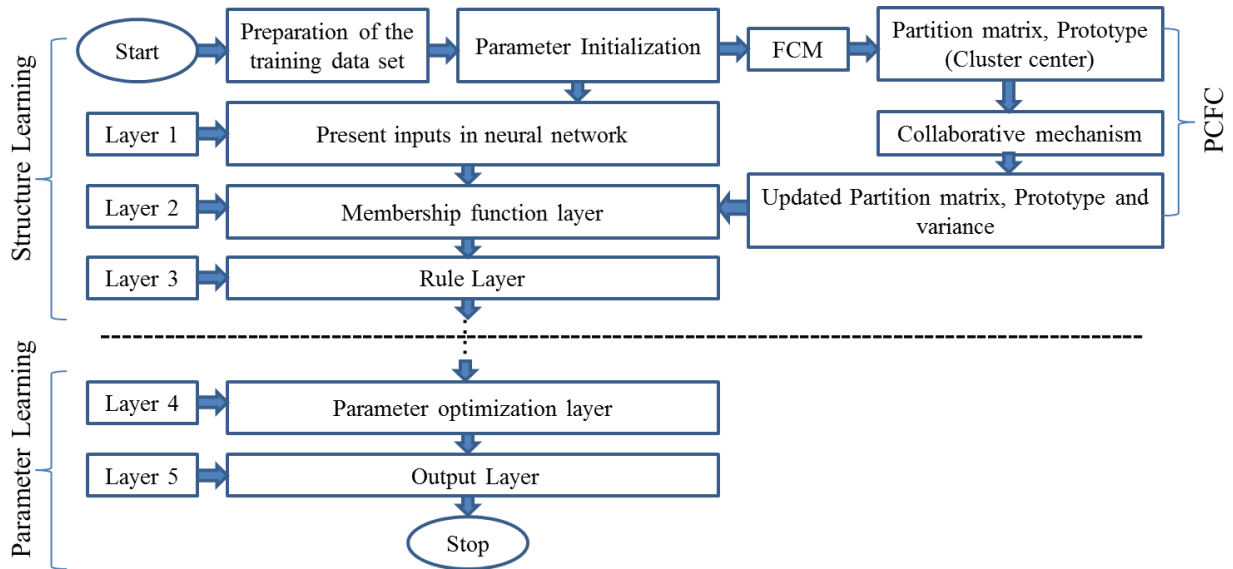 Structure Learning
Start
Preparation of the
training data set
Parameter Initialization
FCM
Partition matrix, Prototype
(Cluster center)
PCFC
Layer 1
Present inputs in neural network
Collaborative mechanism
Layer 2
Membership function layer
Updated Partition matrix, Prototype and
variance
Layer 3
Rule Layer
Parameter Learning
Layer 4
Parameter optimization layer
Layer 5
Output Layer
Stop